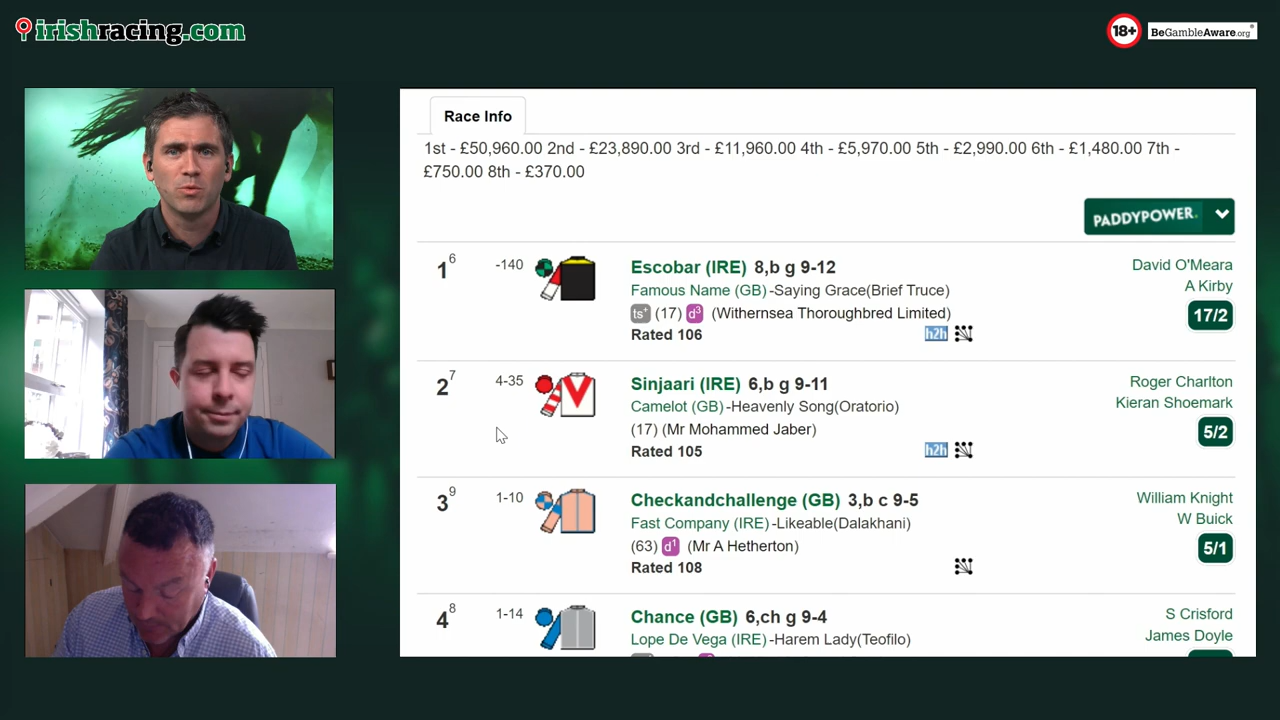 irishracing.com
18+
BeGambleAware.org®
Race Info
1st - £50,960.00 2nd - £23,890.00 3rd - £11,960.00 4th - £5,970.00 5th - £2,990.00 6th - £1,480.00 7th -
£750.00 8th - £370.00
PADDYPOWER.
1 6 -140 Escobar (IRE) 8,b g 9-12 David O'Meara
Famous Name (GB) -Saying Grace(Brief Truce) A Kirby
ts+ (17) d3 (Withernsea Thoroughbred Limited) 17/2
Rated 106 h2h
2 7 4-35 Sinjaari (IRE) 6,b g 9-11 Roger Charlton
Camelot (GB) -Heavenly Song(Oratorio) Kieran Shoemark
(17) (Mr Mohammed Jaber) 5/2
Rated 105 h2h
3 9 1-10 Checkandchallenge (GB) 3,b c 9-5 William Knight
Fast Company (IRE) -Likeable(Dalakhani) W Buick
(63) d1 (Mr A Hetherton) 5/1
Rated 108
4 8 1-14 Chance (GB) 6,ch g 9-4 S Crisford
Lope De Vega (IRE) -Harem Lady(Teofilo) James Doyle